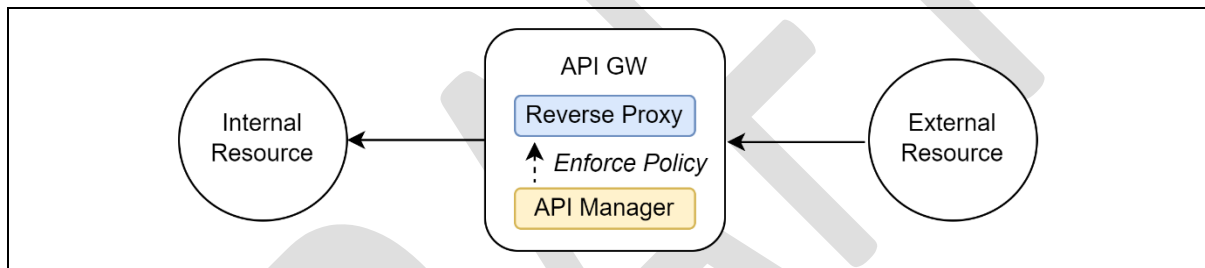 API GW
Internal
Resource
Reverse Proxy
Enforce Policy
API Manager
External
Resource